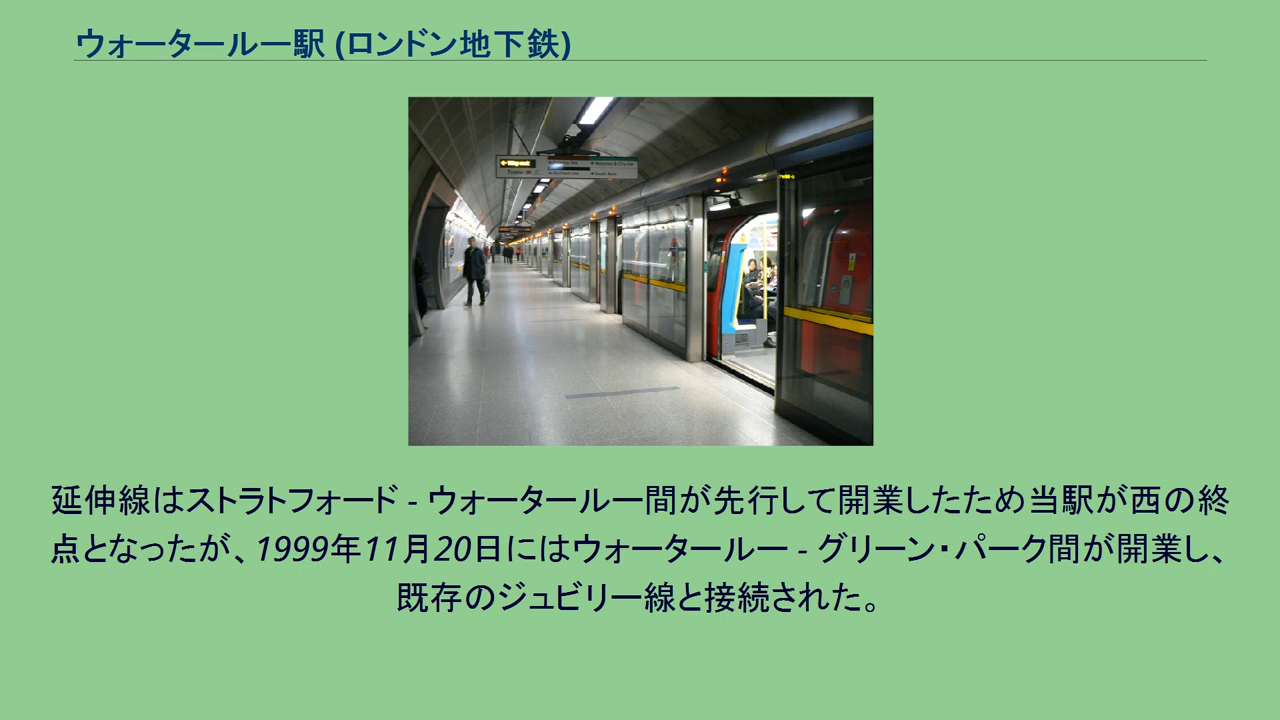 ウォータールー駅 (ロンドン地下鉄)
Way out
Trains
延伸線はストラトフォード - ウォータールー間が先行して開業したため当駅が西の終
点となったが、1999年11月20日にはウォータールー - グリーン・パーク間が開業し、
既存のジュビリー線と接続された。